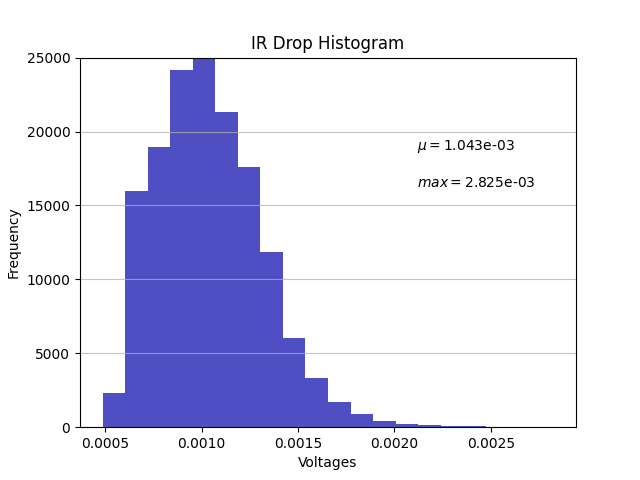 IR Drop Histogram
25000
20000
15000
10000
5000
0
Frequency
μ = 1.043e-03
max = 2.825e-03
0.0005 0.0010 0.0015 0.0020 0.0025
Voltages